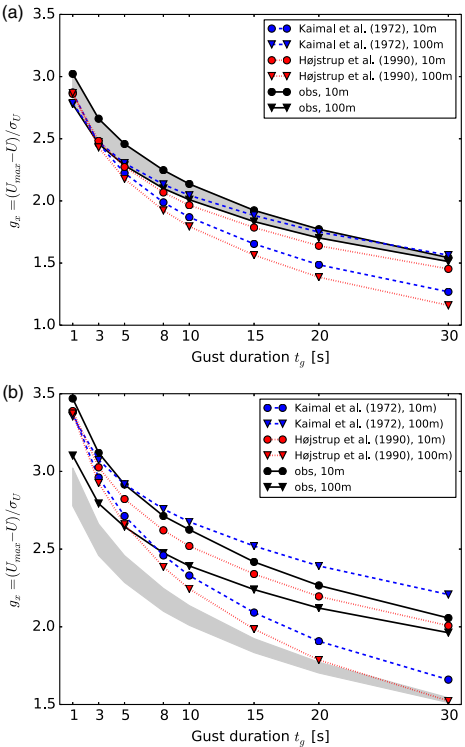 (a)
Kaimal et al. (1972), 10m
Kaimal et al. (1972), 100m
Højstrup et al. (1990), 10m
Højstrup et al. (1990), 100m
obs, 10m
obs, 100m
3.5
3.0
2.5
2.0
1.5
1.0
g_x = (U_max − U)/σ_U
1 3 5 8 10 15 20 30
Gust duration t_g [s]
(b)
Kaimal et al. (1972), 10m)
Kaimal et al. (1972), 100m)
Højstrup et al. (1990), 10m)
Højstrup et al. (1990), 100m)
obs, 10m
obs, 100m
3.5
3.0
2.5
2.0
1.5
g_x = (U_max − U)/σ_U
1 3 5 8 10 15 20 30
Gust duration t_g [s]